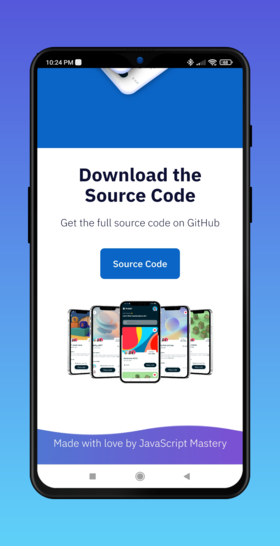 10:24 PM
Download the
Source Code
Get the full source code on GitHub
Source Code
Made with love by JavaScript Mastery